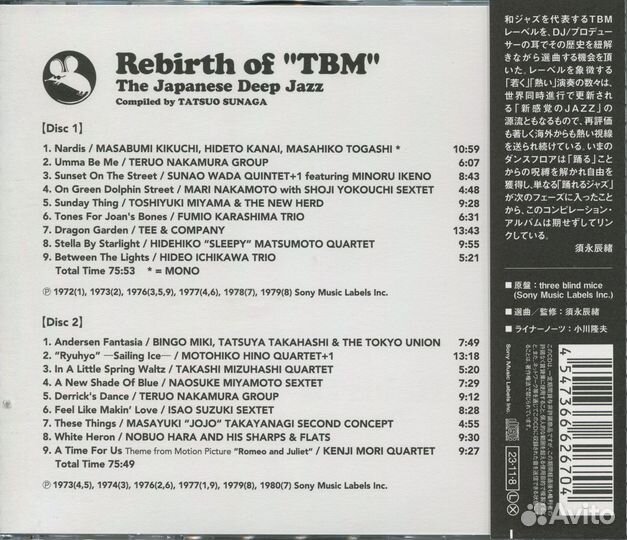 Rebirth of "TBM"
The Japanese Deep Jazz
Compiled by TATSUO SUNAGA
【Disc 1】
1. Nardis / MASABUMI KIKUCHI, HIDETO KANAI, MASAHIKO TOGASHI * 10:59
2. Umma Be Me / TERUO NAKAMURA GROUP 6:07
3. Sunset On The Street / SUNAO WADA QUINTET+1 featuring MINORU IKENO 8:43
4. On Green Dolphin Street / MARI NAKAMOTO with SHOJI YOKOUCHI SEXTET 4:48
5. Sunday Thing / TOSHIYUKI MIYAMA & THE NEW HERD 9:28
6. Tones For Joan's Bones / FUMIO KARASHIMA TRIO 6:31
7. Dragon Garden / TEE & COMPANY 13:43
8. Stella By Starlight / HIDEHIKO "SLEEPY" MATSUMOTO QUARTET 9:55
9. Between The Lights / HIDEO ICHIKAWA TRIO 5:21
Total Time 75:53 * = MONO
Ⓟ 1972(1), 1973(2), 1976(3,5,9), 1977(4,6), 1978(7), 1979(8) Sony Music Labels Inc.
【Disc 2】
1. Andersen Fantasia / BINGO MIKI, TATSUYA TAKAHASHI & THE TOKYO UNION 7:49
2. "Ryuhyo" —Sailing Ice— / MOTOHIKO HINO QUARTET+1 13:18
3. In A Little Spring Waltz / TAKASHI MIZUHASHI QUARTET 5:20
4. A New Shade Of Blue / NAOSUKE MIYAMOTO SEXTET 5:53
5. Derrick's Dance / TERUO NAKAMURA GROUP 9:12
6. Feel Like Makin' Love / ISAO SUZUKI SEXTET 7:38
7. These Things / MASAYUKI "JOJO" TAKAYANAGI SECOND CONCEPT 4:55
8. White Heron / NOBUO HARA AND HIS SHARPS & FLATS 9:30
9. A Time For Us Theme from Motion Picture "Romeo and Juliet" / KENJI MORI QUARTET 9:27
Total Time 75:49
Ⓟ 1973(4,5), 1974(3), 1976(2,6), 1977(1,9), 1979(8), 1980(7) Sony Music Labels Inc.
和ジャズを代表するTBM
レーベルを、DJ/プロデュー
サーの耳でその歴史を紐解
きながら選曲する機会を頂
いた。レーベルを象徴する
「若く」「熱い」演奏の数々は、
世界同時進行で更新される
「新感覚のJAZZ」の
源流ともなるもので、再評価
も著しく海外からも熱い視線
を送られ続けている。いまの
ダンスフロアは「踊る」こと
からの呪縛を解かれ自由を
獲得し、単なる「踊れるジャズ」
が次のフェーズに入ったこと
から、このコンピレーション・
アルバムは期せずしてリン
クしている。
須永辰緒
■原盤:three blind mice
(Sony Music Labels Inc.)
■選曲/監修:須永辰緒
■ライナーノーツ:小川隆夫
Sony Music Labels Inc.
4 547366 626704
23・11・8
Ⓛ Ⓧ
Avito